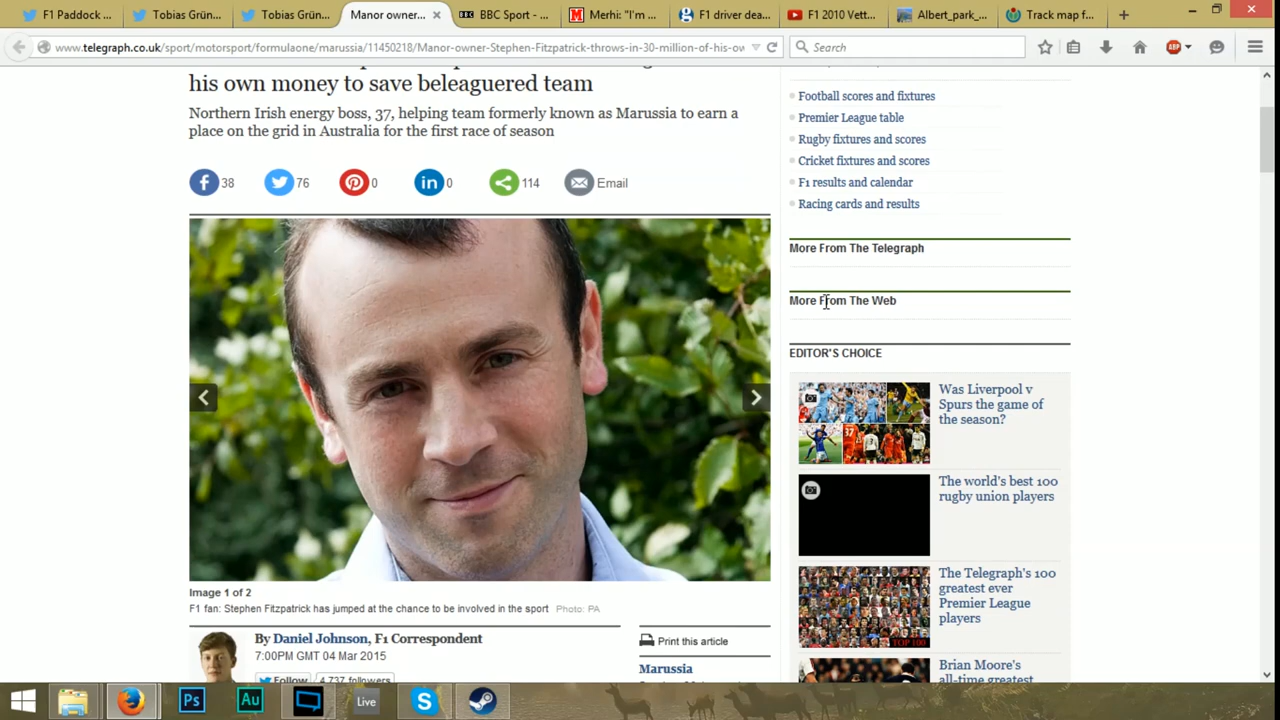 F1 Paddock ...
Tobias Grün...
Tobias Grün...
Manor owner...
BBC Sport - ...
Merhi: "I'm ...
F1 driver dea...
F1 2010 Vett...
Albert_park_...
Track map f...
www.telegraph.co.uk/sport/motorsport/formulaone/marussia/11450218/Manor-owner-Stephen-Fitzpatrick-throws-in-30-million-of-his-ow
Search
ABP
his own money to save beleaguered team
Northern Irish energy boss, 37, helping team formerly known as Marussia to earn a
place on the grid in Australia for the first race of season
38
76
0
0
114
Email
Image 1 of 2
F1 fan: Stephen Fitzpatrick has jumped at the chance to be involved in the sport Photo: PA
By Daniel Johnson, F1 Correspondent
7:00PM GMT 04 Mar 2015
Follow
4,737 followers
Print this article
Marussia
Football scores and fixtures
Premier League table
Rugby fixtures and scores
Cricket fixtures and scores
F1 results and calendar
Racing cards and results
More From The Telegraph
More From The Web
EDITOR'S CHOICE
Was Liverpool v
Spurs the game of
the season?
The world's best 100
rugby union players
The Telegraph's 100
greatest ever
Premier League
players
TOP 100
Brian Moore's
all-time greatest
Ps
Au
Live